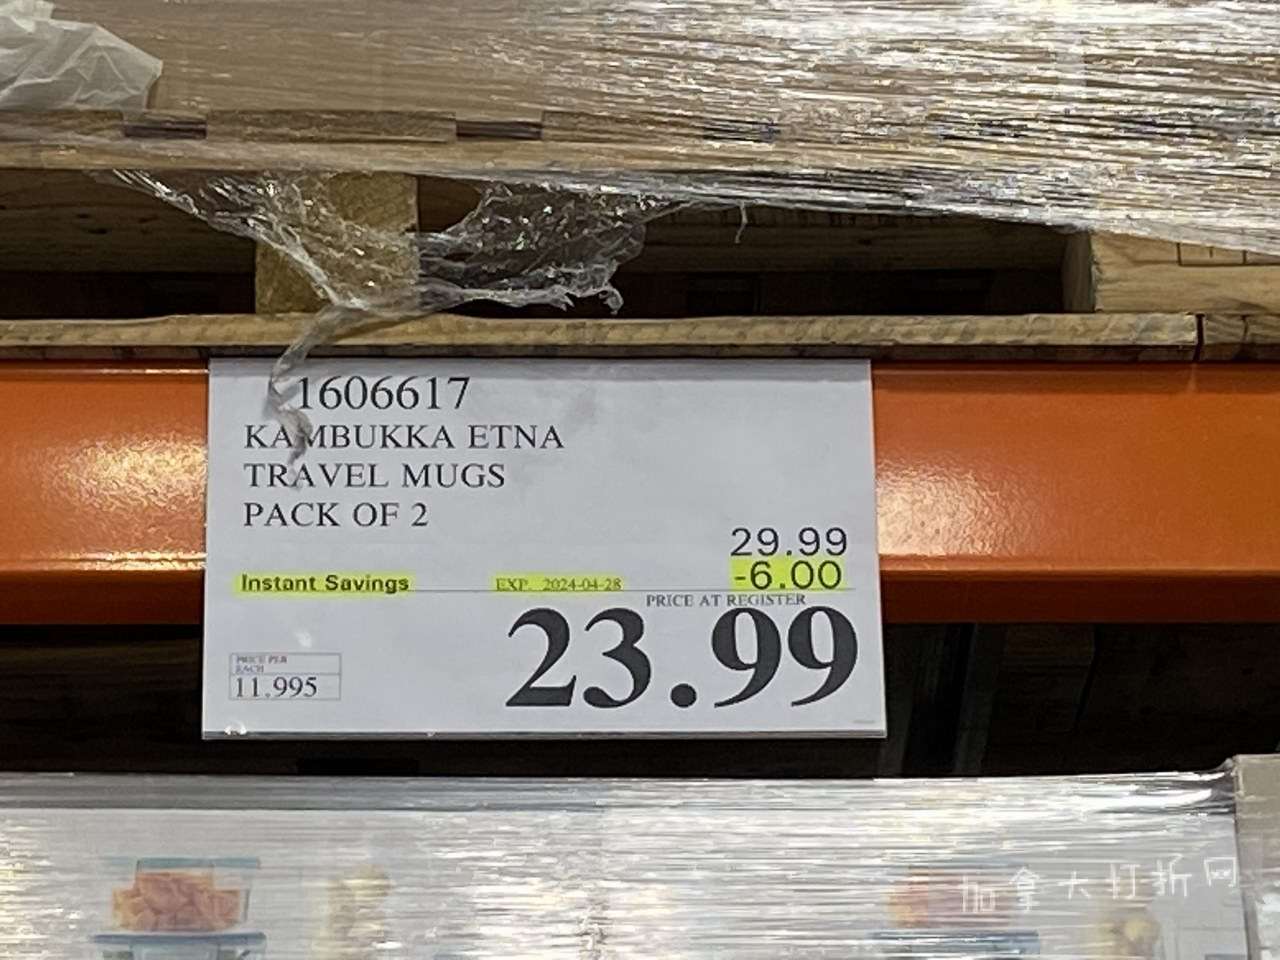 1606617
KAMBUKKA ETNA
TRAVEL MUGS
PACK OF 2
29.99
Instant Savings EXP. 2024-04-28 -6.00
PRICE AT REGISTER
23.99
PRICE PER
EACH
11.995
加拿大打折网